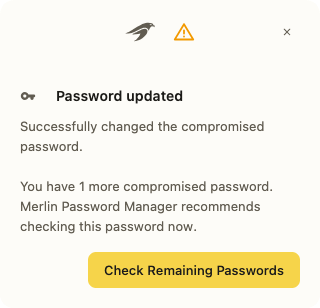 Password updated
Successfully changed the compromised
password.
You have 1 more compromised password.
Merlin Password Manager recommends
checking this password now.
Check Remaining Passwords